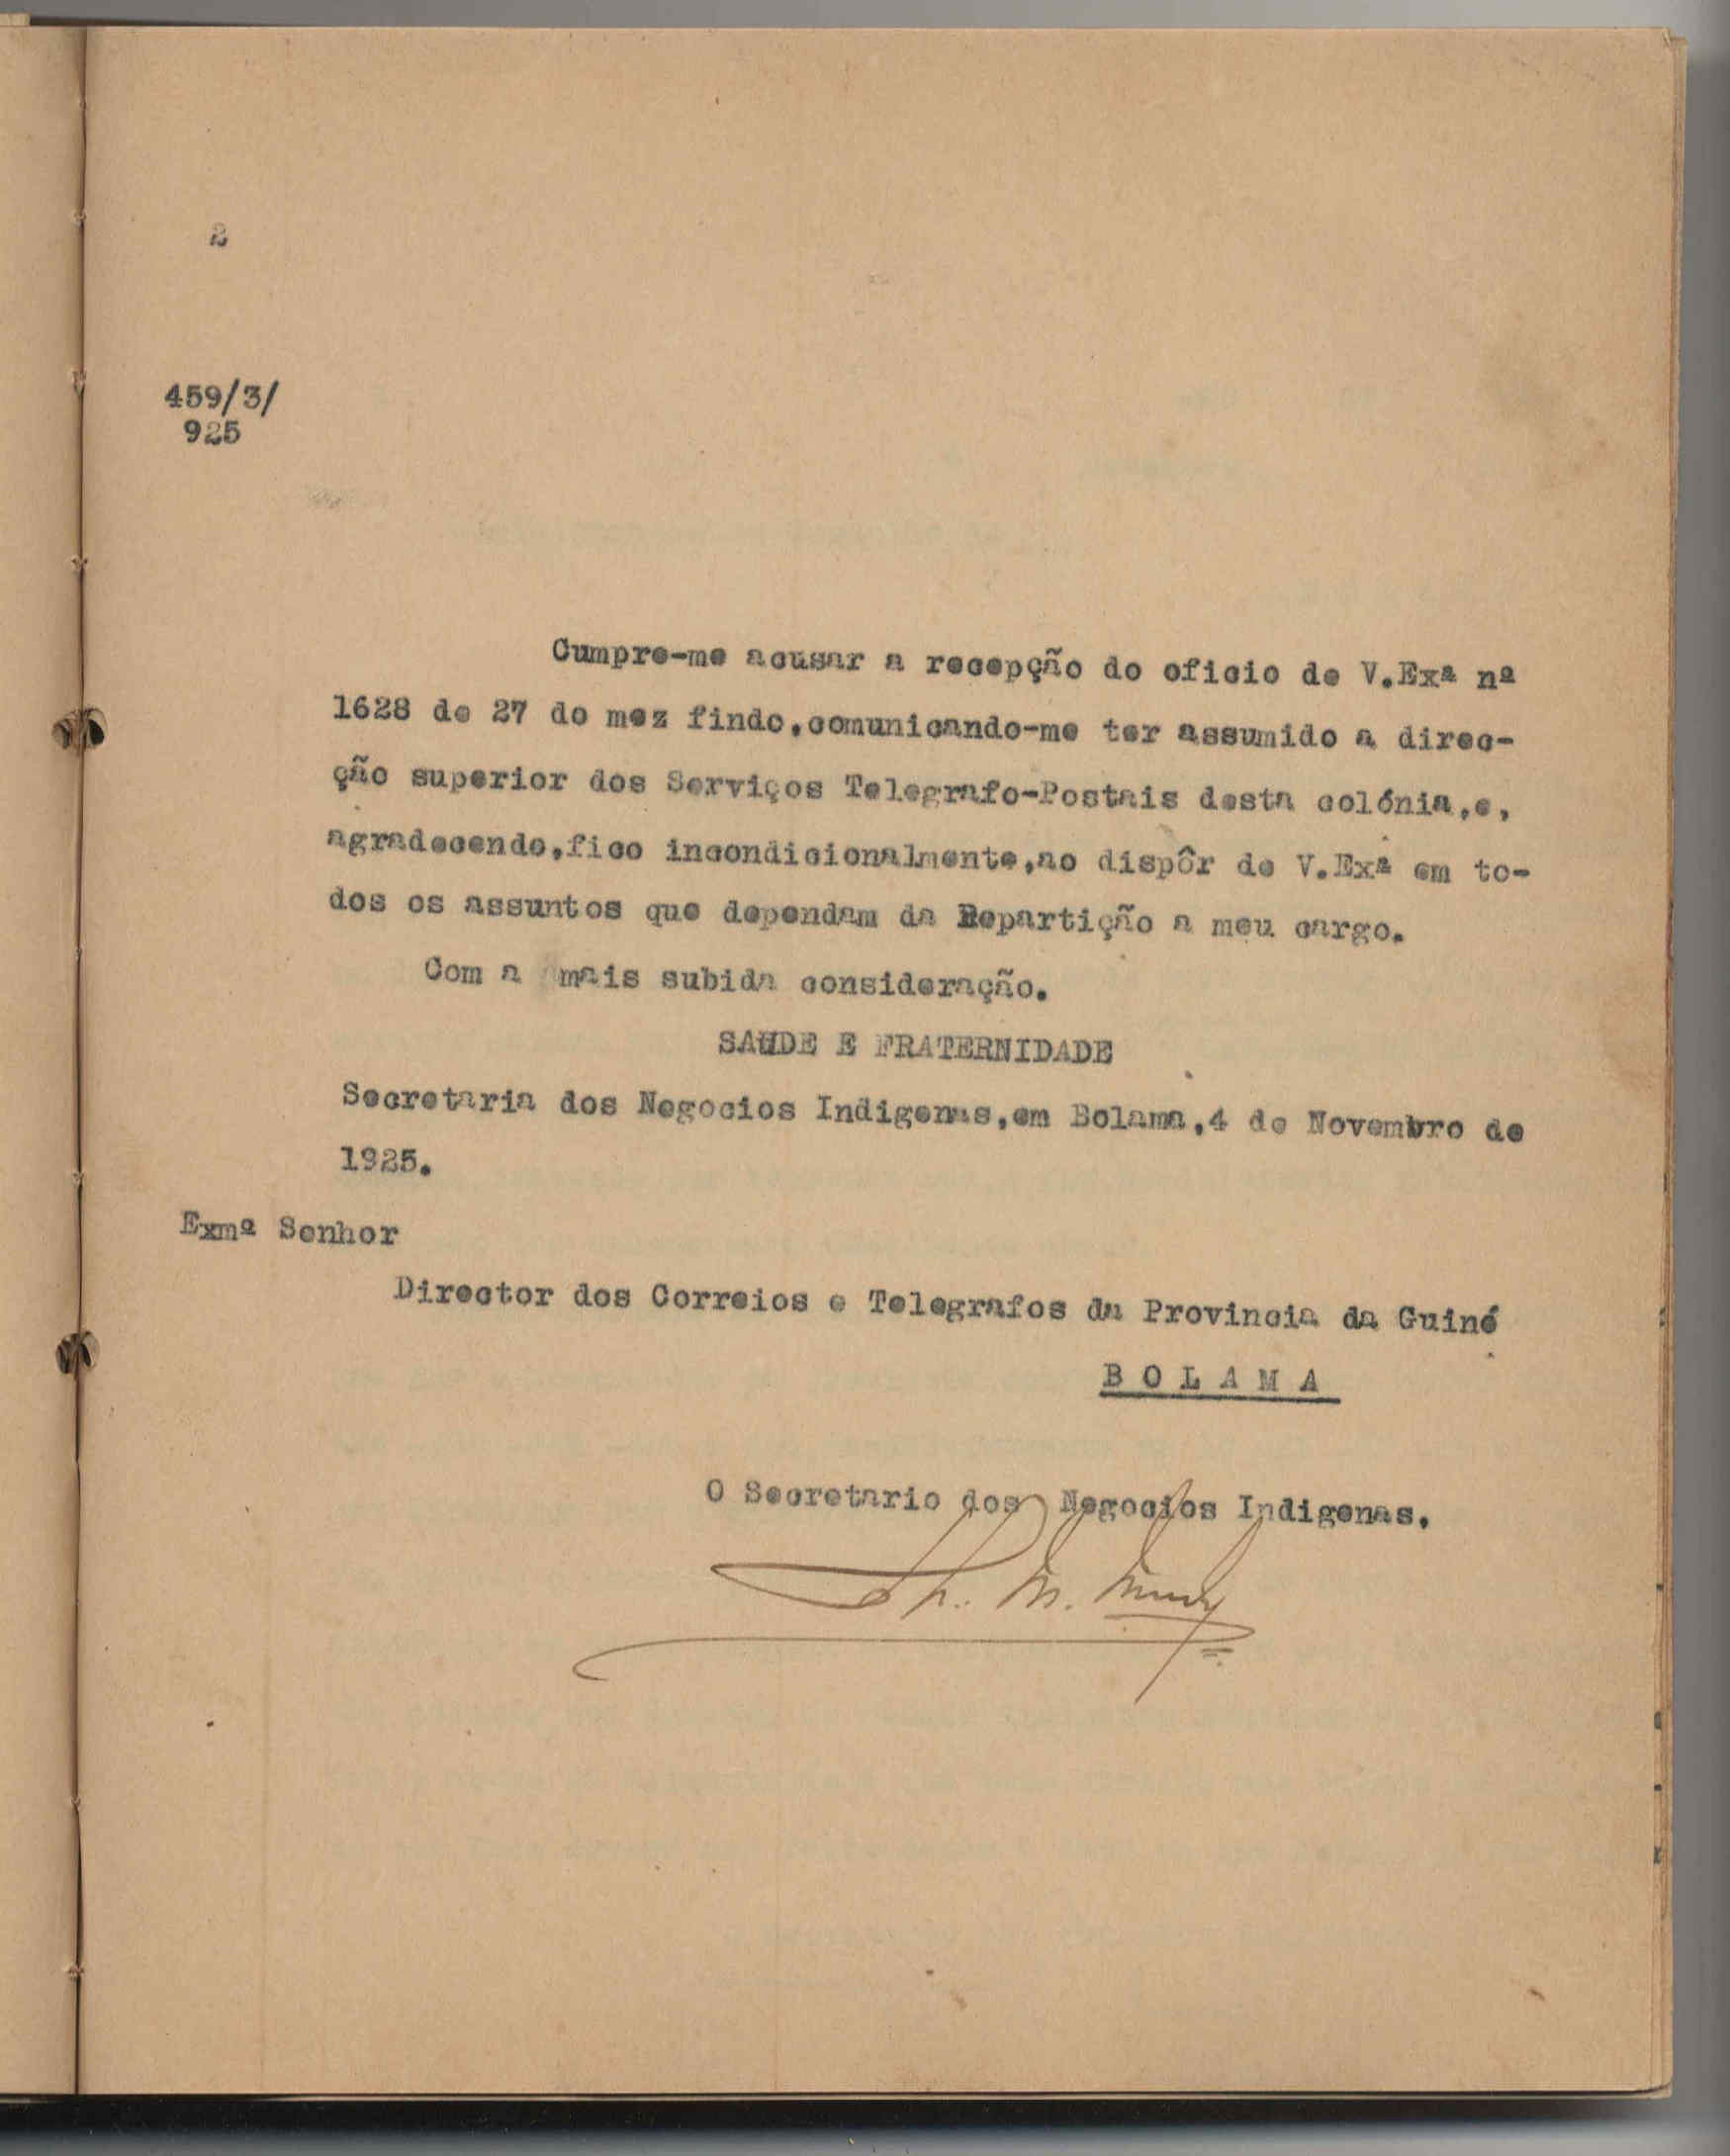 2
459/3/
925
Cumpre-me acusar a recepção do oficio de V.Exª nº
1628 de 27 do mez findo,comunicando-me ter assumido a direc-
ção superior dos Serviços Telegrafo-Postais desta colónia,e,
agradecendo,fico incondicionalmente,ao dispôr de V.Exª em to-
dos os assuntos que dependam da Repartição a meu cargo.
Com a mais subida consideração.
SAUDE E FRATERNIDADE
Secretaria dos Negocios Indigenas,em Bolama,4 de Novembro de
1925.
Exmº Senhor
Director dos Correios e Telegrafos da Provincia da Guiné
BOLAMA
O Secretario dos Negocios Indigenas.